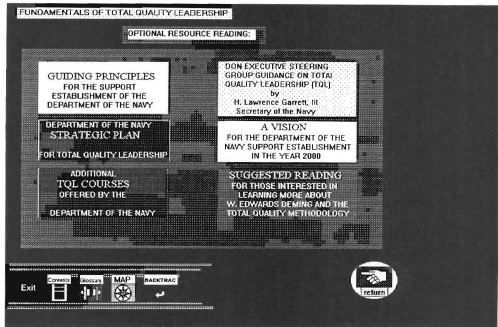 FUNDAMENTALS OF TOTAL QUALITY LEADERSHIP
OPTIONAL RESOURCE READING:
GUIDING PRINCIPLES
FOR THE SUPPORT
ESTABLISHMENT OF THE
DEPARTMENT OF THE NAVY
DON EXECUTIVE STEERING
GROUP GUIDANCE ON TOTAL
QUALITY LEADERSHIP (TQL)
by
H. Lawrence Garrett, III
Secretary of the Navy
DEPARTMENT OF THE NAVY
STRATEGIC PLAN
FOR TOTAL QUALITY LEADERSHIP
A VISION
FOR THE DEPARTMENT OF THE
NAVY SUPPORT ESTABLISHMENT
IN THE YEAR 2000
ADDITIONAL
TQL COURSES
OFFERED BY THE
DEPARTMENT OF THE NAVY
SUGGESTED READING
FOR THOSE INTERESTED IN
LEARNING MORE ABOUT
W. EDWARDS DEMING AND THE
TOTAL QUALITY METHODOLOGY
Exit
Contents
Glossary
MAP
BACKTRAC
return